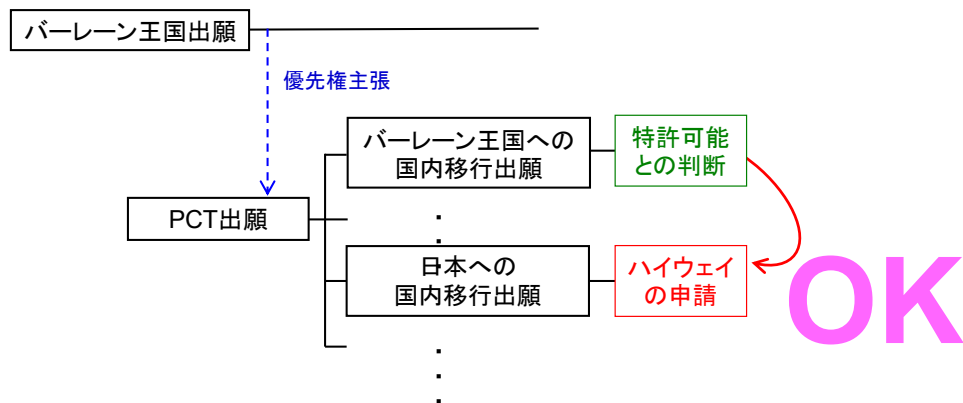 バーレーン王国出願
優先権主張
バーレーン王国への
国内移行出願
特許可能
との判断
PCT出願
日本への
国内移行出願
ハイウェイ
の申請
OK